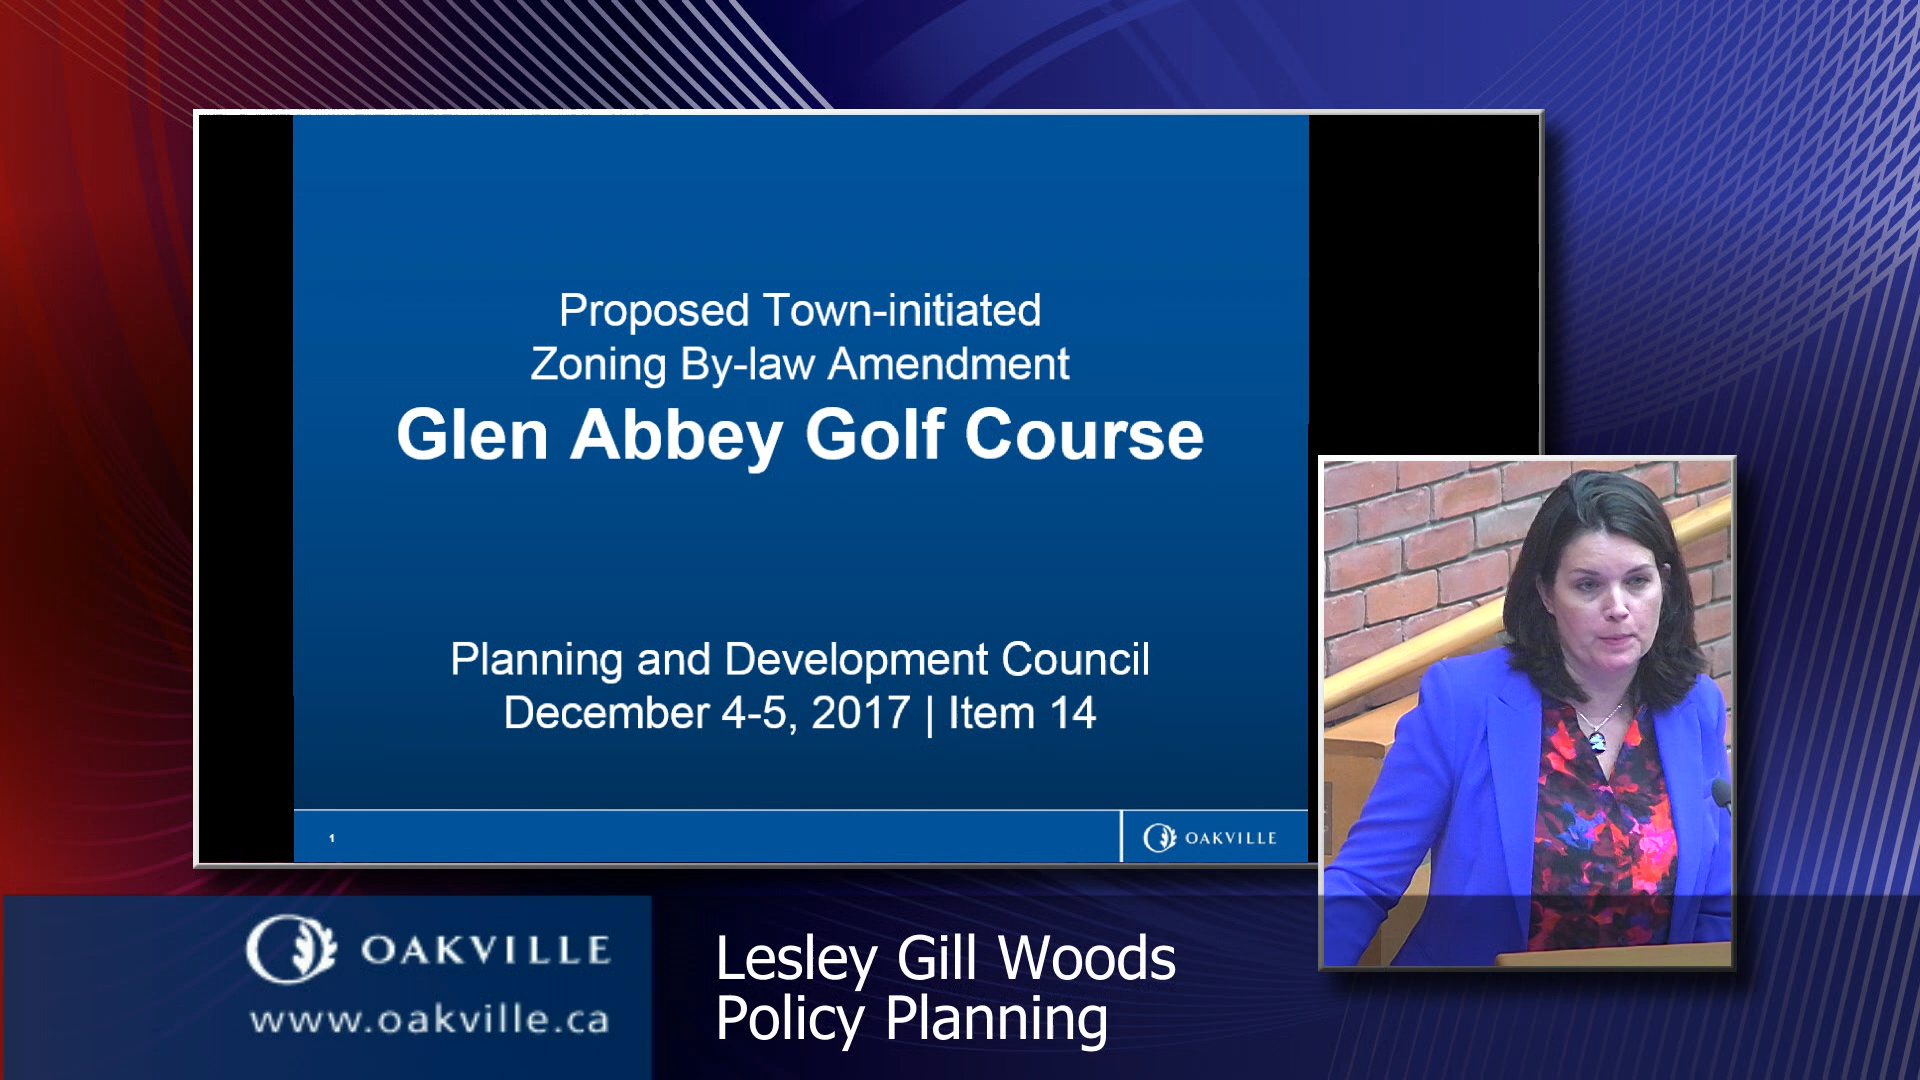 Proposed Town-initiated
Zoning By-law Amendment
Glen Abbey Golf Course
Planning and Development Council
December 4-5, 2017 | Item 14
1
OAKVILLE
OAKVILLE
www.oakville.ca
Lesley Gill Woods
Policy Planning